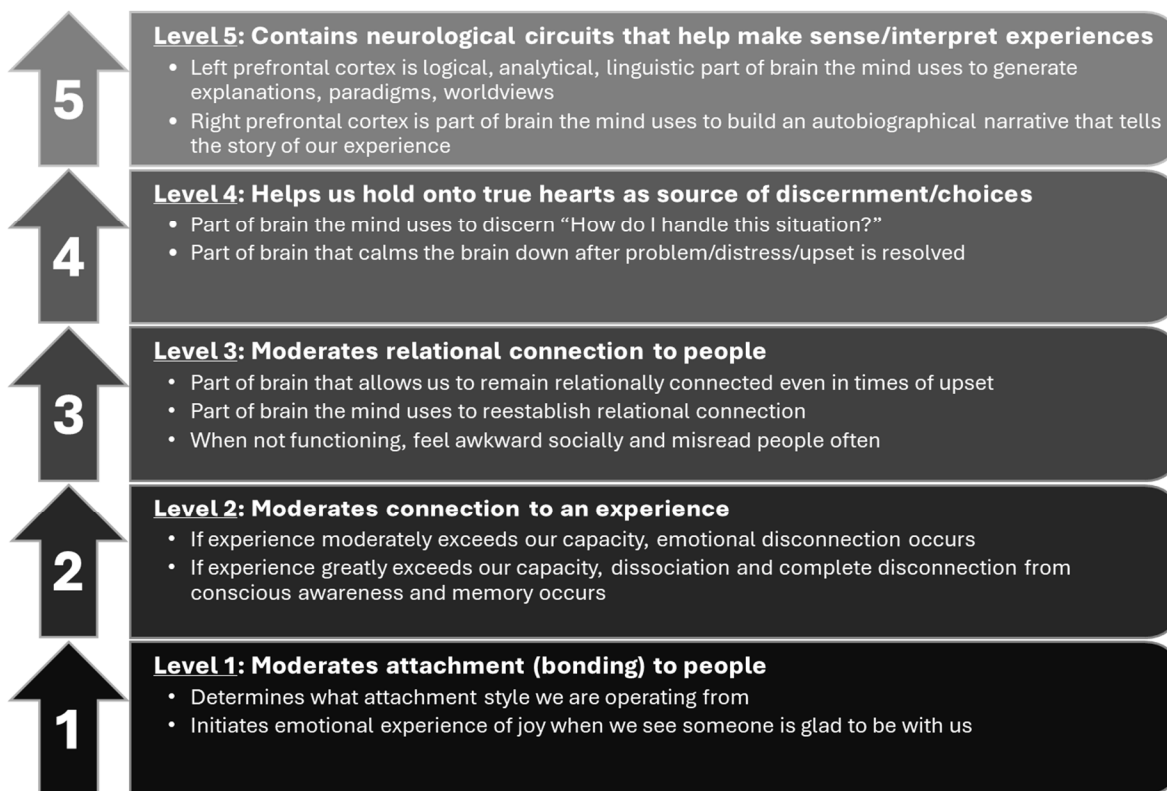 5
Level 5: Contains neurological circuits that help make sense/interpret experiences
• Left prefrontal cortex is logical, analytical, linguistic part of brain the mind uses to generate
explanations, paradigms, worldviews
• Right prefrontal cortex is part of brain the mind uses to build an autobiographical narrative that tells
the story of our experience
4
Level 4: Helps us hold onto true hearts as source of discernment/choices
• Part of brain the mind uses to discern “How do I handle this situation?”
• Part of brain that calms the brain down after problem/distress/upset is resolved
3
Level 3: Moderates relational connection to people
• Part of brain that allows us to remain relationally connected even in times of upset
• Part of brain the mind uses to reestablish relational connection
• When not functioning, feel awkward socially and misread people often
2
Level 2: Moderates connection to an experience
• If experience moderately exceeds our capacity, emotional disconnection occurs
• If experience greatly exceeds our capacity, dissociation and complete disconnection from
conscious awareness and memory occurs
1
Level 1: Moderates attachment (bonding) to people
• Determines what attachment style we are operating from
• Initiates emotional experience of joy when we see someone is glad to be with us